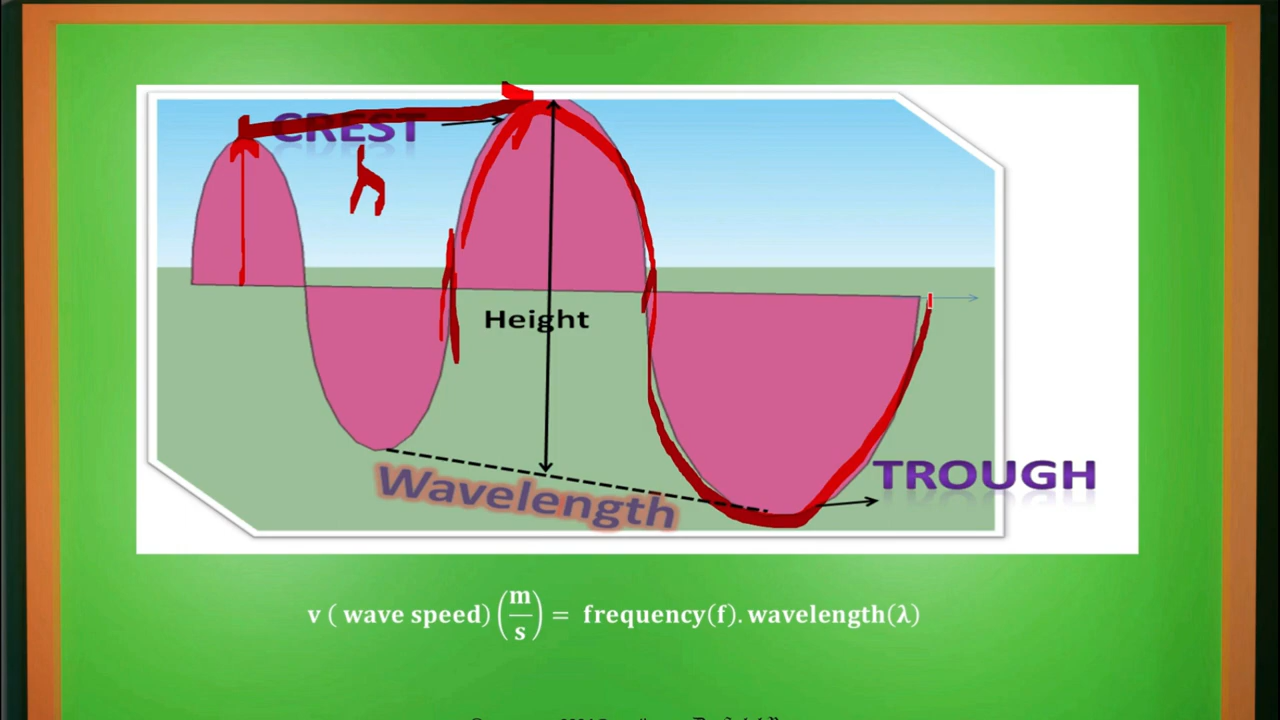 CREST
λ
Height
TROUGH
Wavelength
v ( wave speed) (m/s) = frequency(f). wavelength(λ)